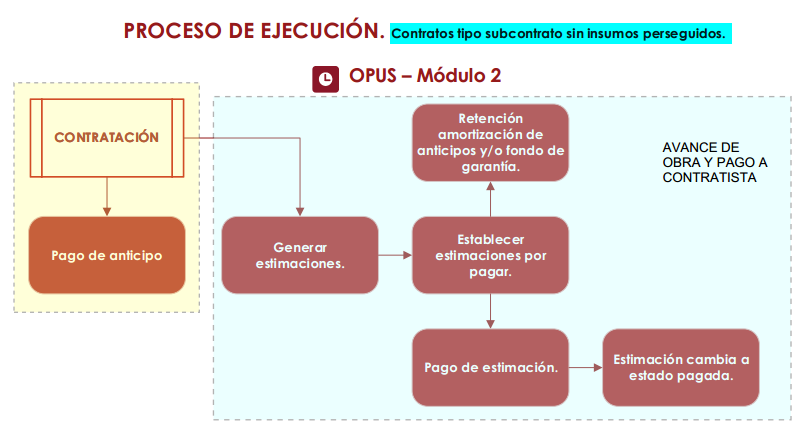 PROCESO DE EJECUCIÓN. Contratos tipo subcontrato sin insumos perseguidos.
OPUS – Módulo 2
CONTRATACIÓN
Pago de anticipo
Retención
amortización de
anticipos y/o fondo de
garantía.
AVANCE DE
OBRA Y PAGO A
CONTRATISTA
Generar
estimaciones.
Establecer
estimaciones por
pagar.
Pago de estimación.
Estimación cambia a
estado pagada.